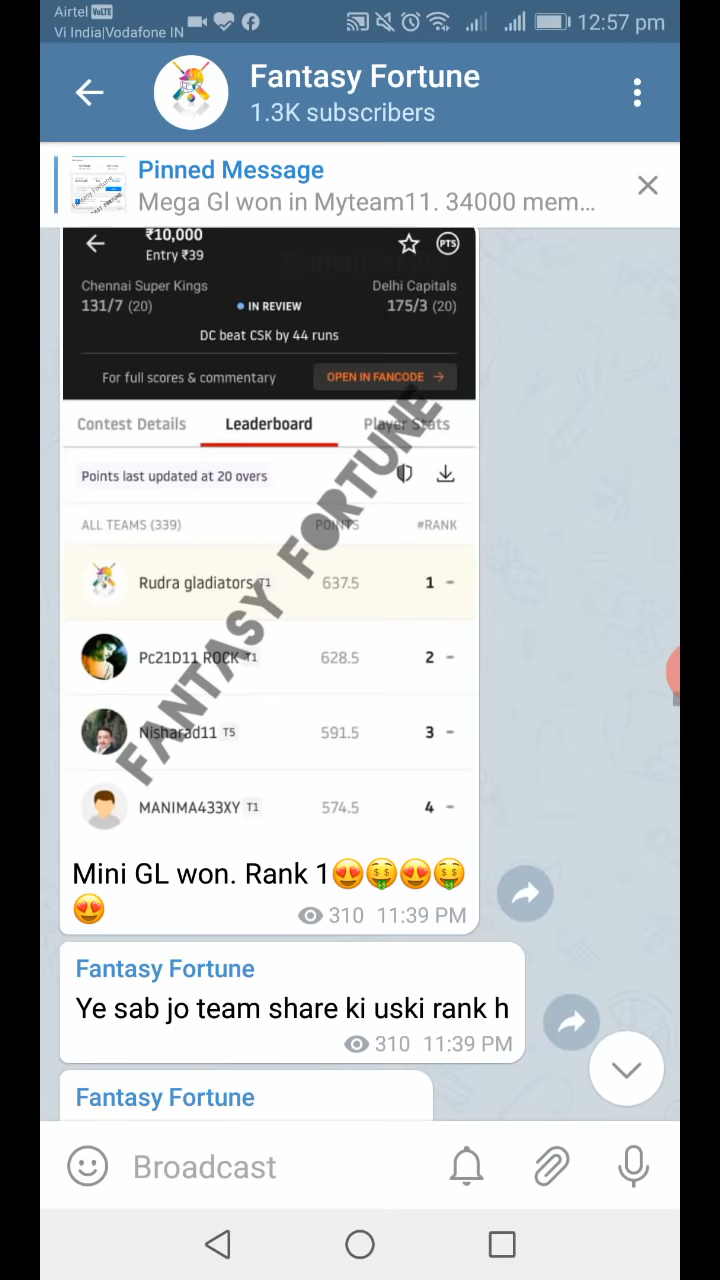 Airtel VoLTE
Vi India|Vodafone IN
12:57 pm
Fantasy Fortune
1.3K subscribers
Pinned Message
Mega Gl won in Myteam11. 34000 mem...
₹10,000
Entry ₹39
PTS
Chennai Super Kings
Delhi Capitals
131/7 (20)
IN REVIEW
175/3 (20)
DC beat CSK by 44 runs
For full scores & commentary
OPEN IN FANCODE →
Contest Details
Leaderboard
Player Stats
Points last updated at 20 overs
ALL TEAMS (339)
POINTS
#RANK
Rudra gladiators T1
637.5
1 -
Pc21D11 ROCK T1
628.5
2 -
Nisharad11 T5
591.5
3 -
MANIMA433XY T1
574.5
4 -
FANTASY FORTUNE
Mini GL won. Rank 1😍🤑😍🤑
😍
310 11:39 PM
Fantasy Fortune
Ye sab jo team share ki uski rank h
310 11:39 PM
Fantasy Fortune
Broadcast